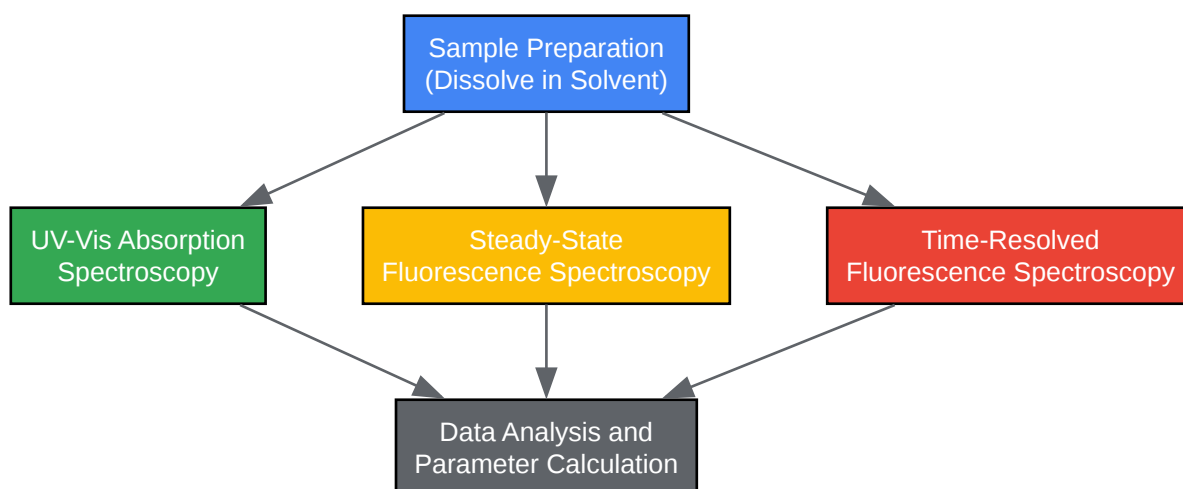 Sample Preparation
(Dissolve in Solvent)
UV-Vis Absorption
Spectroscopy
Steady-State
Fluorescence Spectroscopy
Time-Resolved
Fluorescence Spectroscopy
Data Analysis and
Parameter Calculation